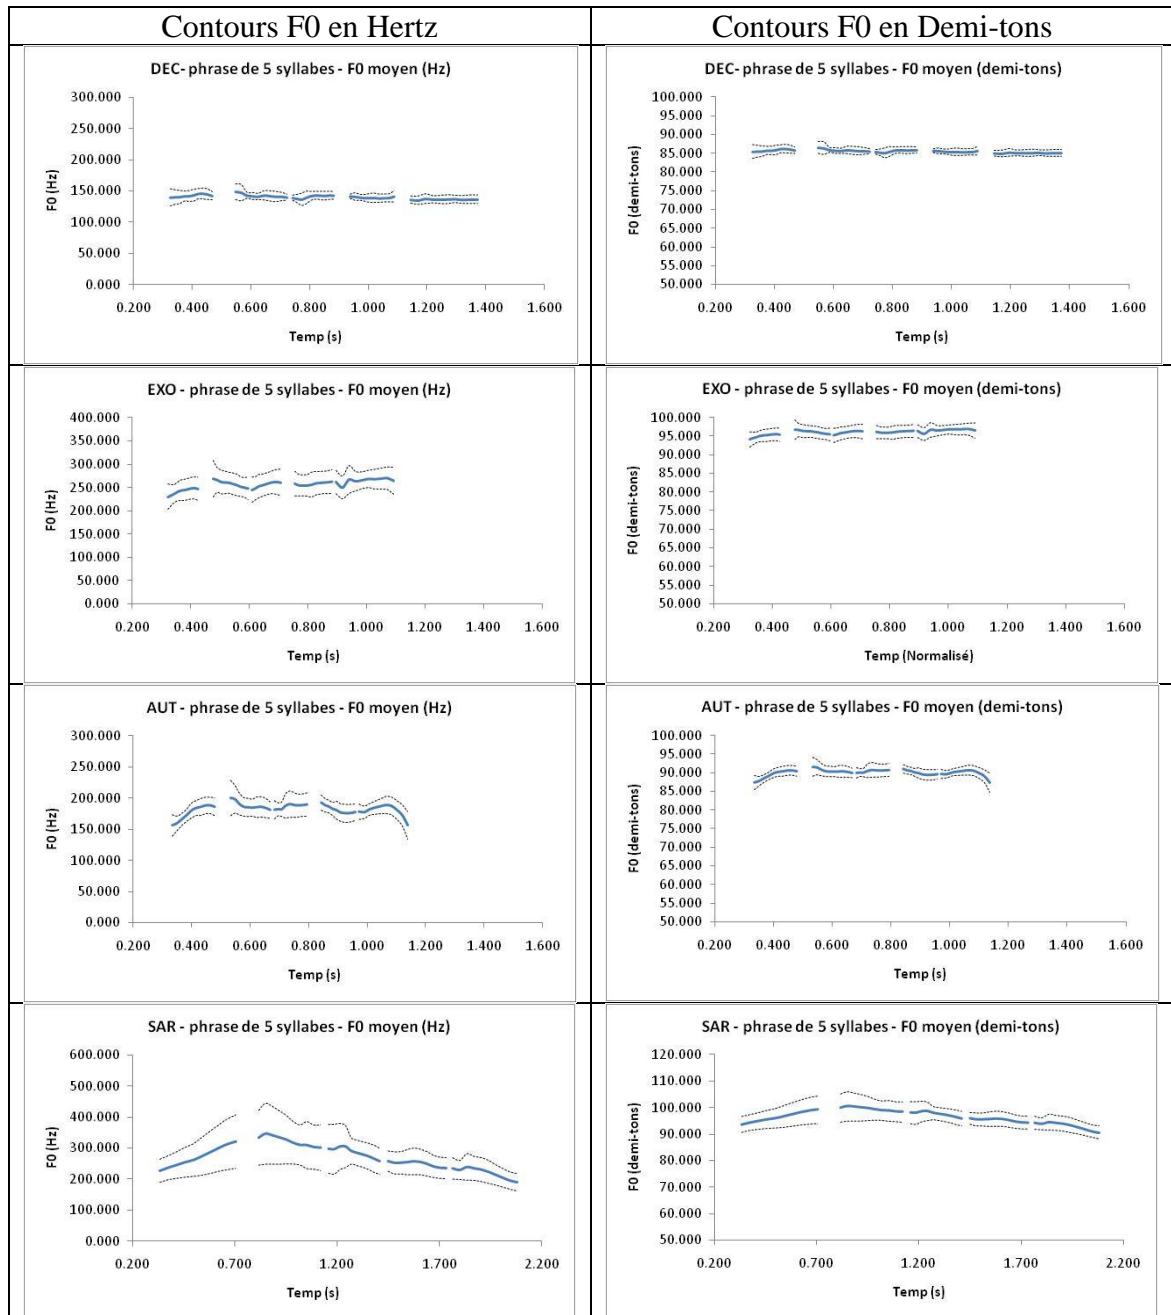 Contours F0 en Hertz
Contours F0 en Demi-tons
DEC- phrase de 5 syllabes - F0 moyen (Hz)
F0 (Hz)
300.000
250.000
200.000
150.000
100.000
50.000
0.000
0.200 0.400 0.600 0.800 1.000 1.200 1.400 1.600
Temp (s)
DEC- phrase de 5 syllabes - F0 moyen (demi-tons)
F0 (demi-tons)
100.000
95.000
90.000
85.000
80.000
75.000
70.000
65.000
60.000
55.000
50.000
0.200 0.400 0.600 0.800 1.000 1.200 1.400 1.600
Temp (s)
EXO - phrase de 5 syllabes - F0 moyen (Hz)
F0 (Hz)
400.000
350.000
300.000
250.000
200.000
150.000
100.000
50.000
0.000
0.200 0.400 0.600 0.800 1.000 1.200 1.400 1.600
Temp (s)
EXO - phrase de 5 syllabes - F0 moyen (demi-tons)
F0 (demi-tons)
100.000
95.000
90.000
85.000
80.000
75.000
70.000
65.000
60.000
55.000
50.000
0.200 0.400 0.600 0.800 1.000 1.200 1.400 1.600
Temp (Normalisé)
AUT - phrase de 5 syllabes - F0 moyen (Hz)
F0 (Hz)
300.000
250.000
200.000
150.000
100.000
50.000
0.000
0.200 0.400 0.600 0.800 1.000 1.200 1.400 1.600
Temp (s)
AUT - phrase de 5 syllabes - F0 moyen (demi-tons)
F0 (demi-tons)
100.000
95.000
90.000
85.000
80.000
75.000
70.000
65.000
60.000
55.000
50.000
0.200 0.400 0.600 0.800 1.000 1.200 1.400 1.600
Temp (s)
SAR - phrase de 5 syllabes - F0 moyen (Hz)
F0 (Hz)
600.000
500.000
400.000
300.000
200.000
100.000
0.000
0.200 0.700 1.200 1.700 2.200
Temp (s)
SAR - phrase de 5 syllabes - F0 moyen (demi-tons)
F0 (demi-tons)
120.000
110.000
100.000
90.000
80.000
70.000
60.000
50.000
0.200 0.700 1.200 1.700 2.200
Temp (s)